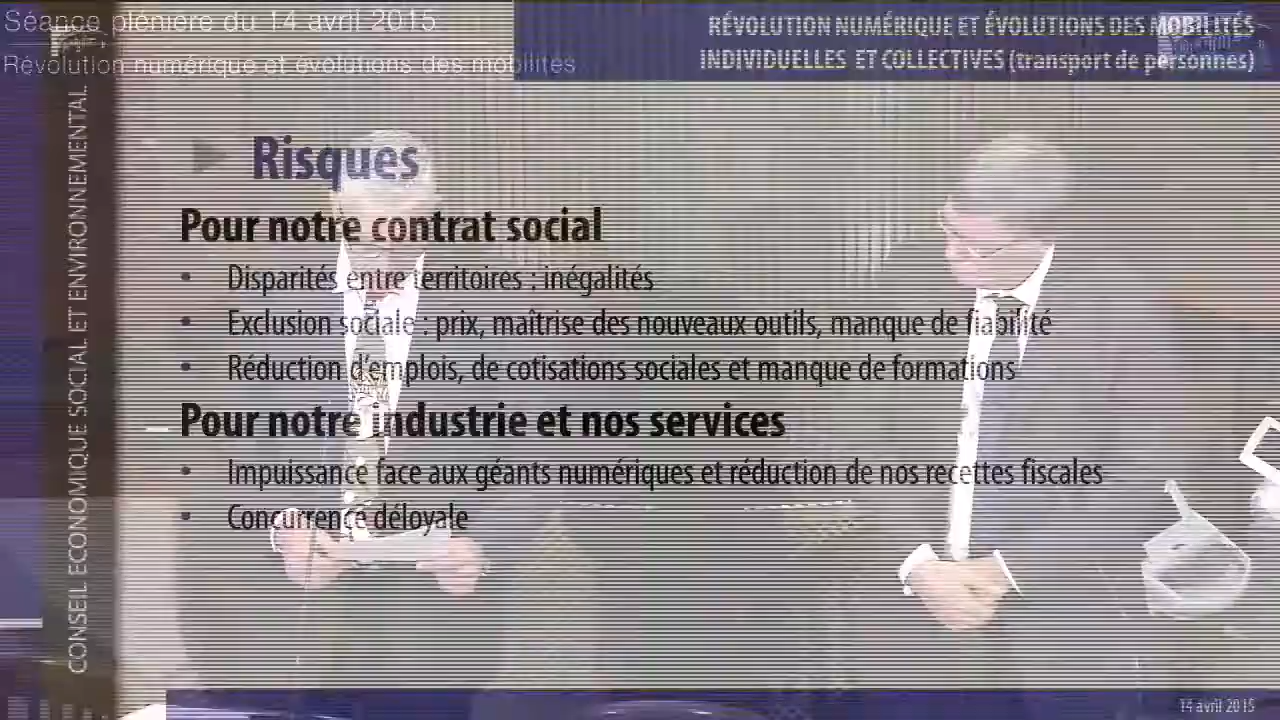 Séance plénière du 14 avril 2015
Révolution numérique et évolutions des mobilités
RÉVOLUTION NUMÉRIQUE ET ÉVOLUTIONS DES MOBILITÉS
INDIVIDUELLES ET COLLECTIVES (transport de personnes)
CONSEIL ECONOMIQUE SOCIAL ET ENVIRONNEMENTAL
Risques
Pour notre contrat social
• Disparités entre territoires : inégalités
• Exclusion sociale : prix, maîtrise des nouveaux outils, manque de fiabilité
• Réduction d'emplois, de cotisations sociales et manque de formations
Pour notre industrie et nos services
• Impuissance face aux géants numériques et réduction de nos recettes fiscales
• Concurrence déloyale
14 avril 2015